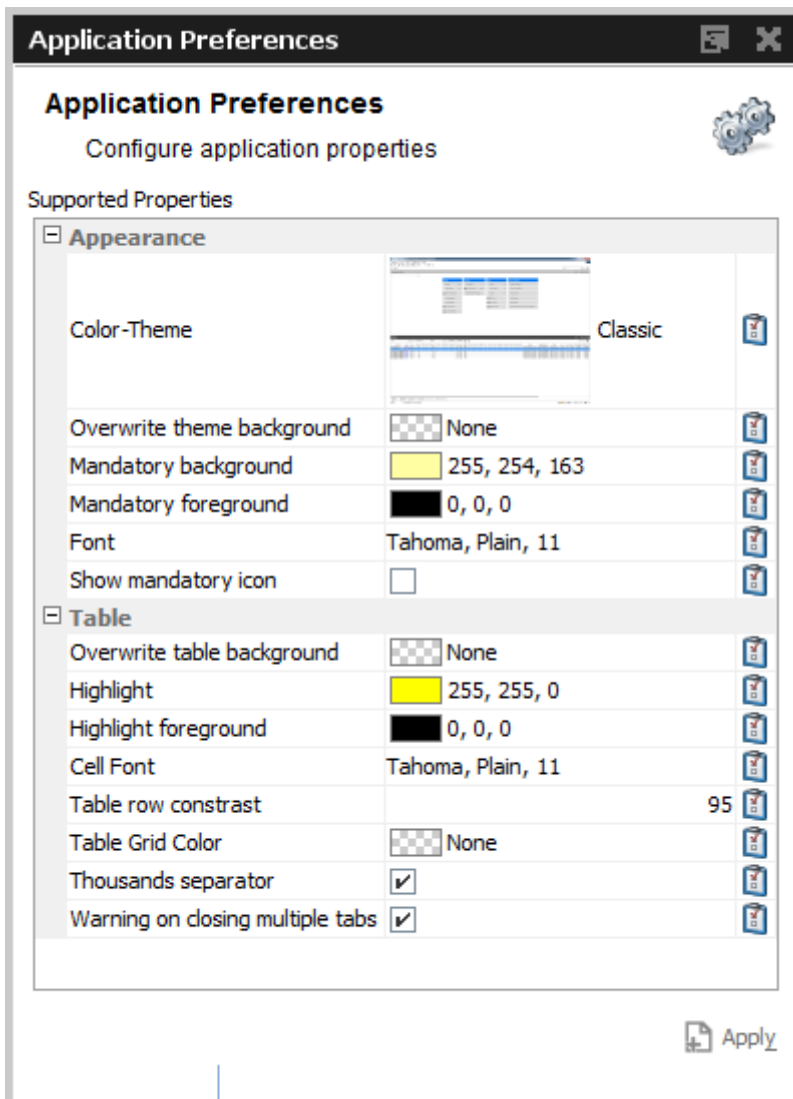 Application Preferences
Application Preferences
Configure application properties
Supported Properties
Appearance
Color-Theme Classic
Overwrite theme background None
Mandatory background 255, 254, 163
Mandatory foreground 0, 0, 0
Font Tahoma, Plain, 11
Show mandatory icon
Table
Overwrite table background None
Highlight 255, 255, 0
Highlight foreground 0, 0, 0
Cell Font Tahoma, Plain, 11
Table row constrast 95
Table Grid Color None
Thousands separator
Warning on closing multiple tabs
Apply